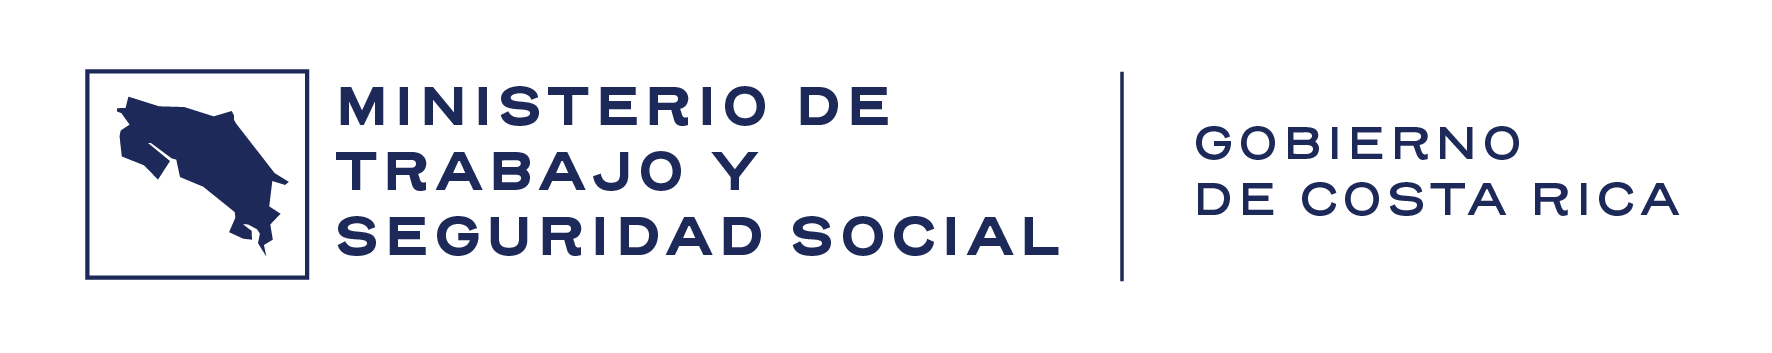 MINISTERIO DE
TRABAJO Y
SEGURIDAD SOCIAL
GOBIERNO
DE COSTA RICA